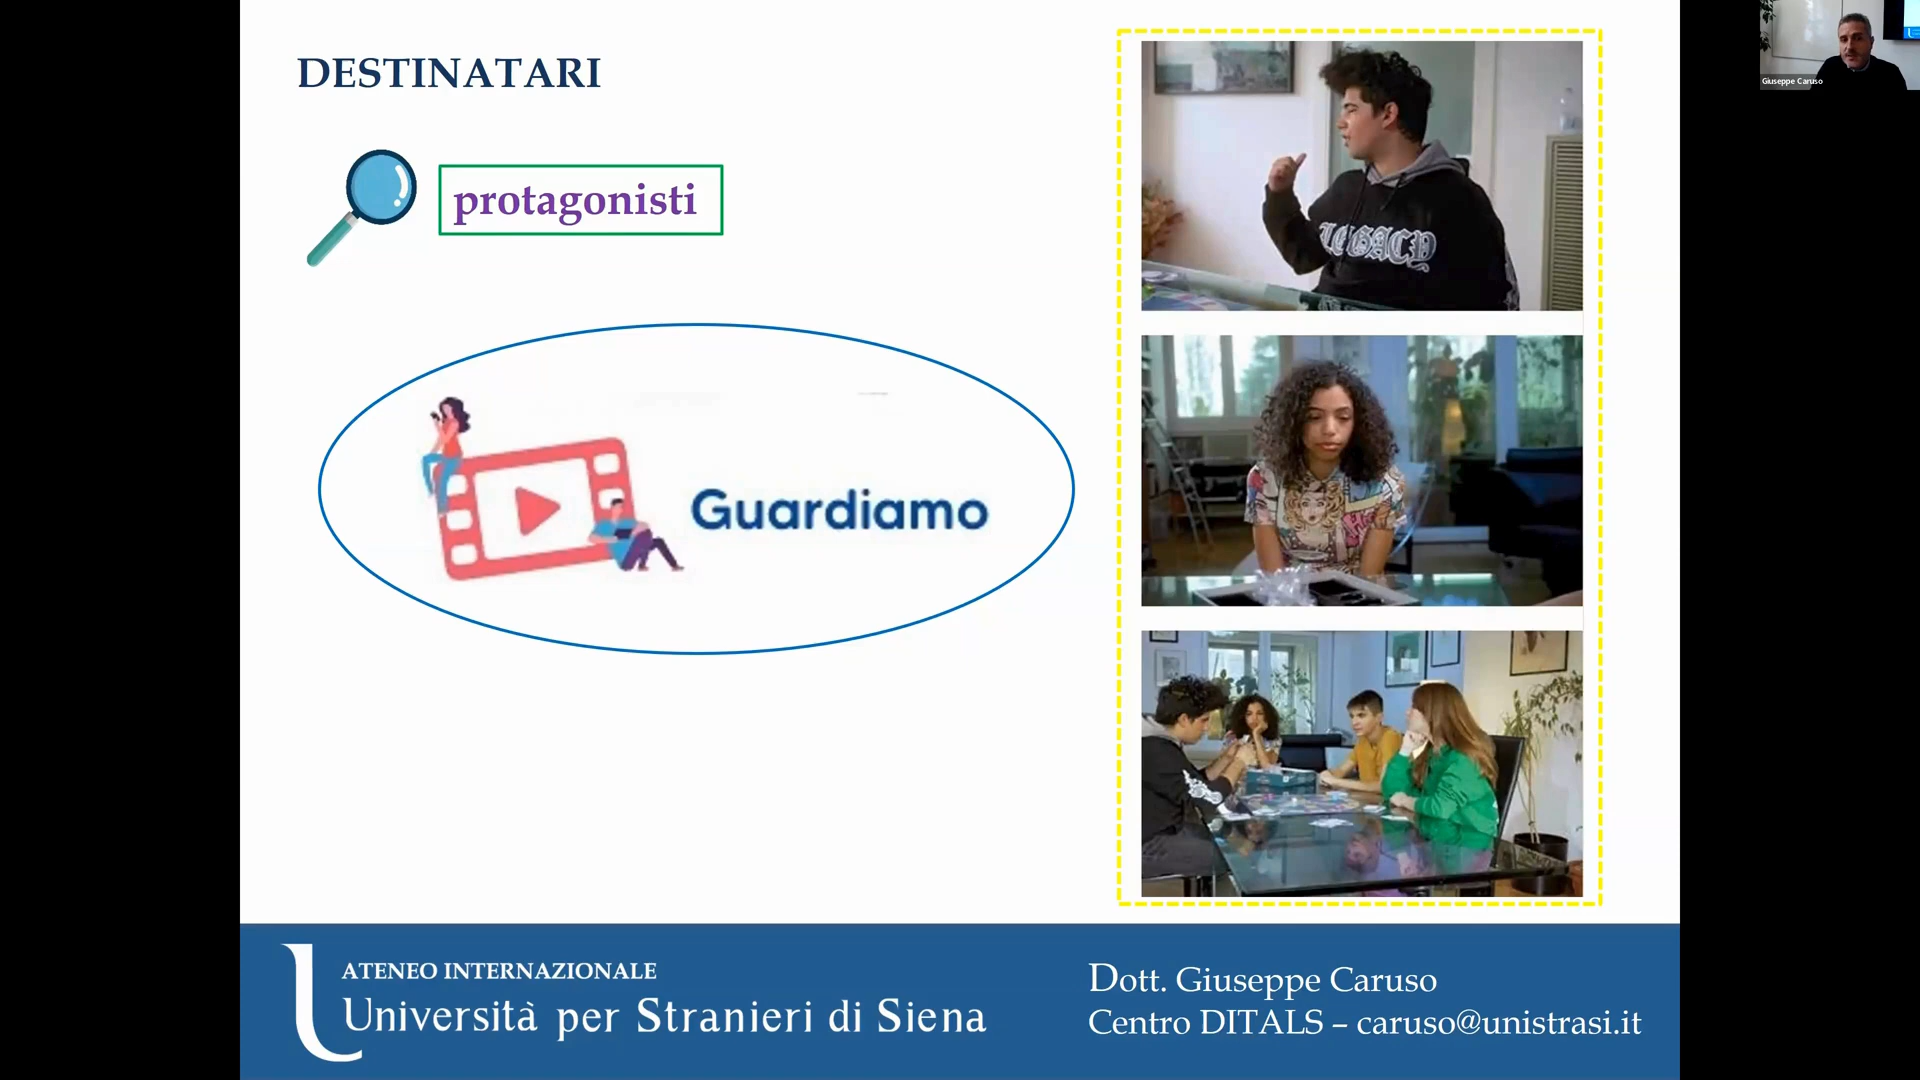 DESTINATARI
protagonisti
Guardiamo
LEGACY
Giuseppe Caruso
ATENEO INTERNAZIONALE
Università per Stranieri di Siena
Dott. Giuseppe Caruso
Centro DITALS – caruso@unistrasi.it